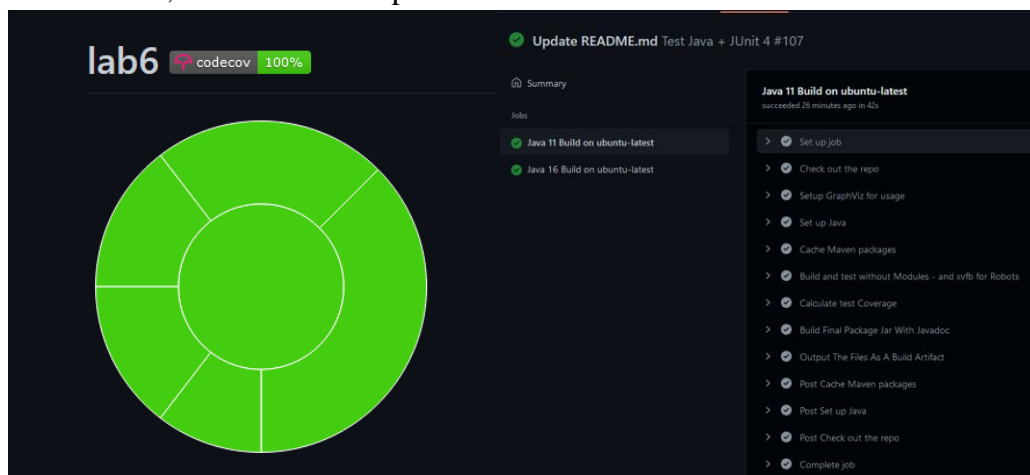 lab6 codecov 100%
Update README.md Test Java + JUnit 4 #107
Summary
Jobs
Java 11 Build on ubuntu-latest
Java 16 Build on ubuntu-latest
Java 11 Build on ubuntu-latest
succeeded 26 minutes ago in 42s
Set up job
Check out the repo
Setup GraphViz for usage
Set up Java
Cache Maven packages
Build and test without Modules - and xvfb for Robots
Calculate test Coverage
Build Final Package Jar With Javadoc
Output The Files As A Build Artifact
Post Cache Maven packages
Post Set up Java
Post Check out the repo
Complete job